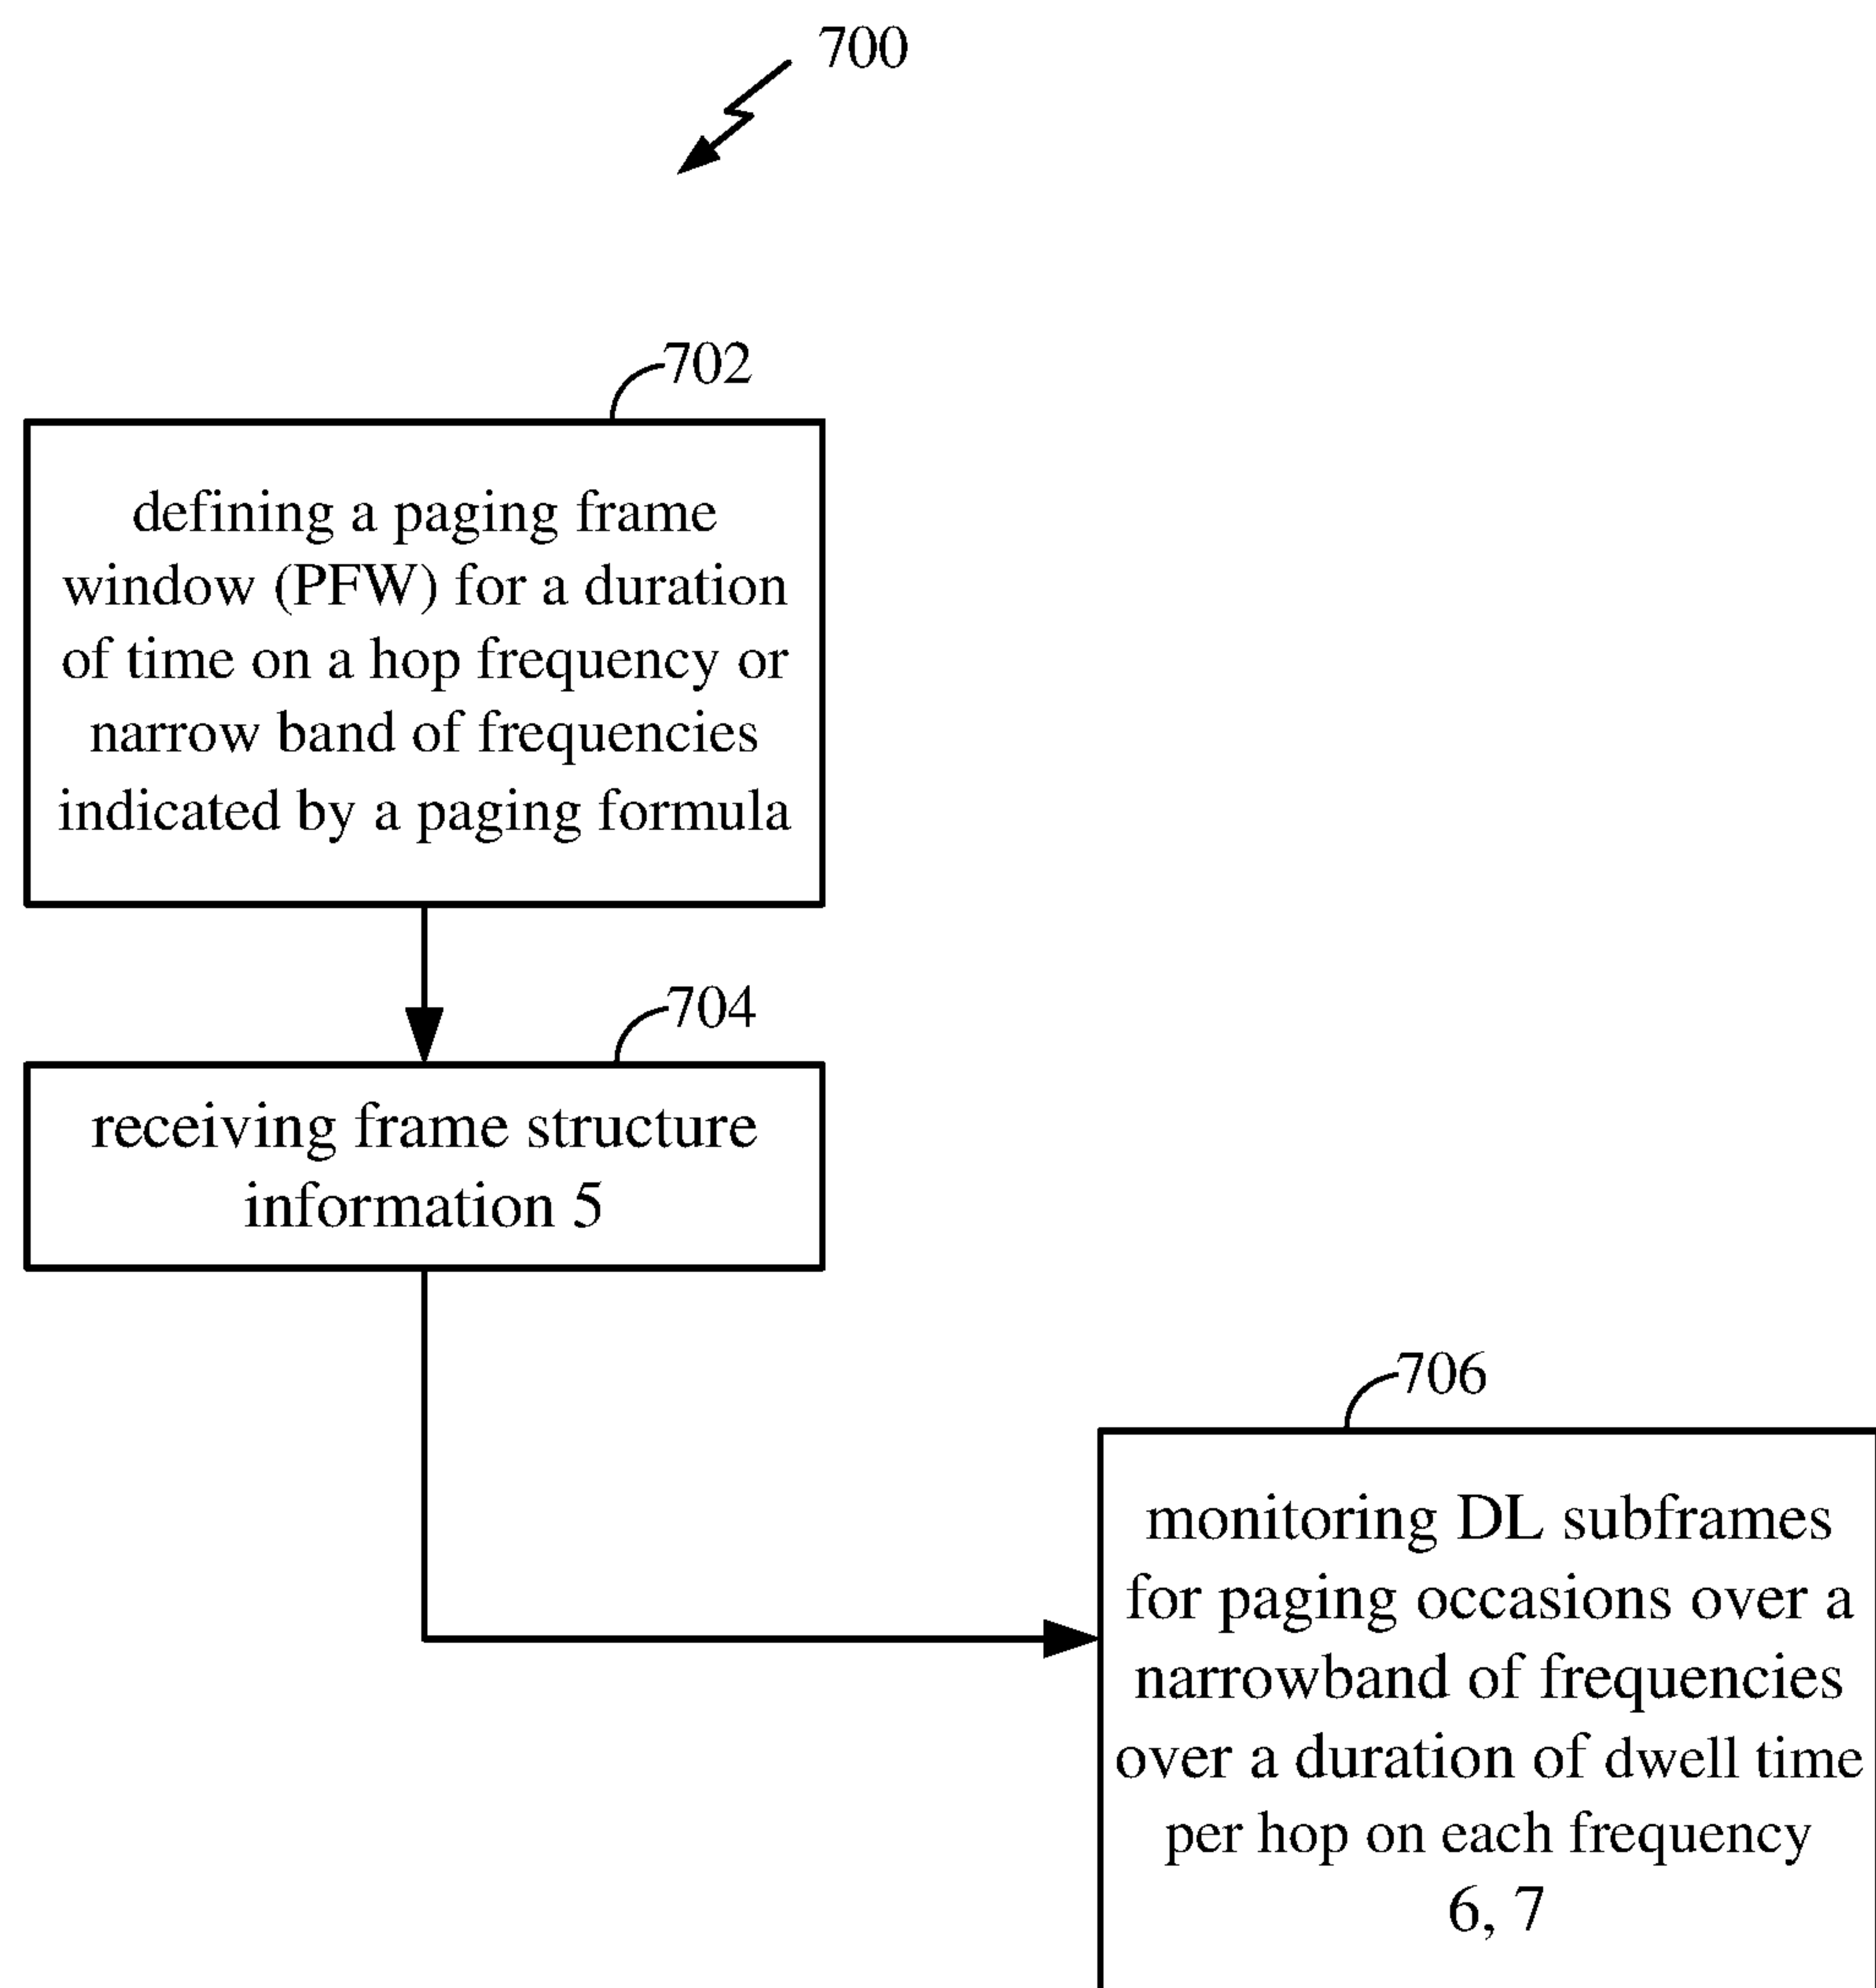 700
702
defining a paging frame
window (PFW) for a duration
of time on a hop frequency or
narrow band of frequencies
indicated by a paging formula
704
receiving frame structure
information 5
706
monitoring DL subframes
for paging occasions over a
narrowband of frequencies
over a duration of dwell time
per hop on each frequency
6, 7